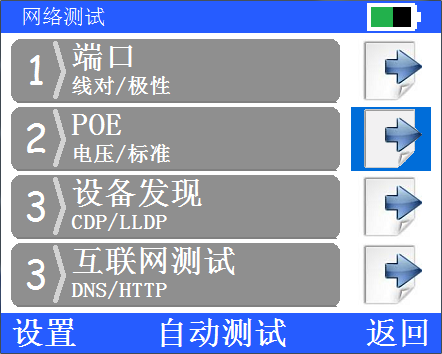 网络测试
1 端口
线对/极性
2 POE
电压/标准
3 设备发现
CDP/LLDP
3 互联网测试
DNS/HTTP
设置 自动测试 返回